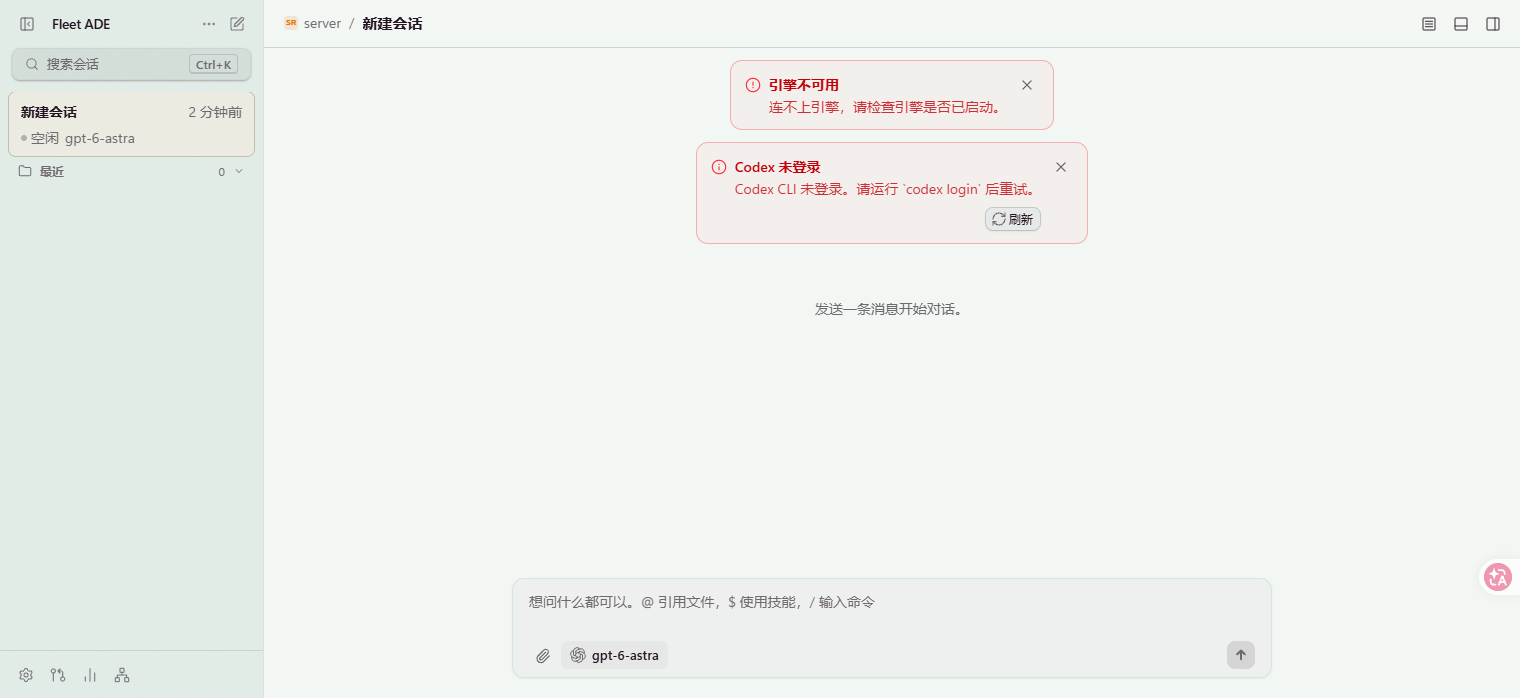 Fleet ADE
搜索会话 Ctrl+K
新建会话 2 分钟前
空闲 gpt-6-astra
最近 0
SR server / 新建会话
引擎不可用
连不上引擎，请检查引擎是否已启动。
Codex 未登录
Codex CLI 未登录。请运行 `codex login` 后重试。
刷新
发送一条消息开始对话。
想问什么都可以。@ 引用文件，$ 使用技能，/ 输入命令
gpt-6-astra